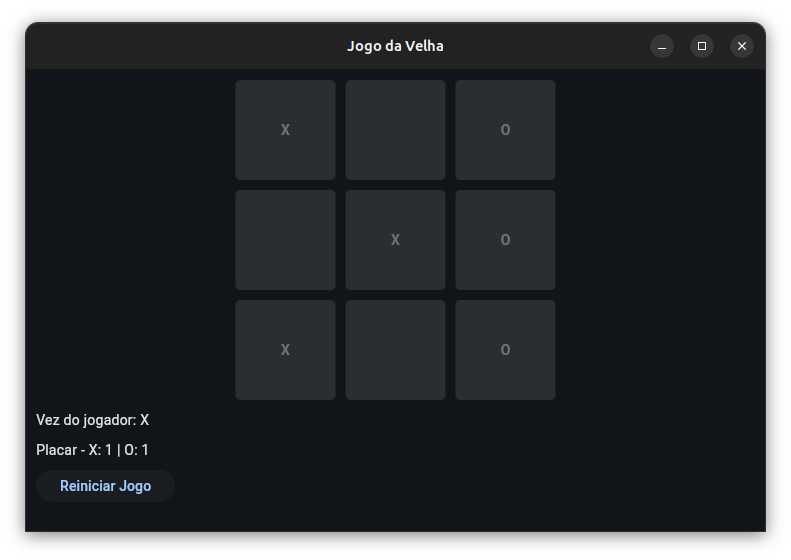 Jogo da Velha
X O
X O
X O
Vez do jogador: X
Placar - X: 1 | O: 1
Reiniciar Jogo